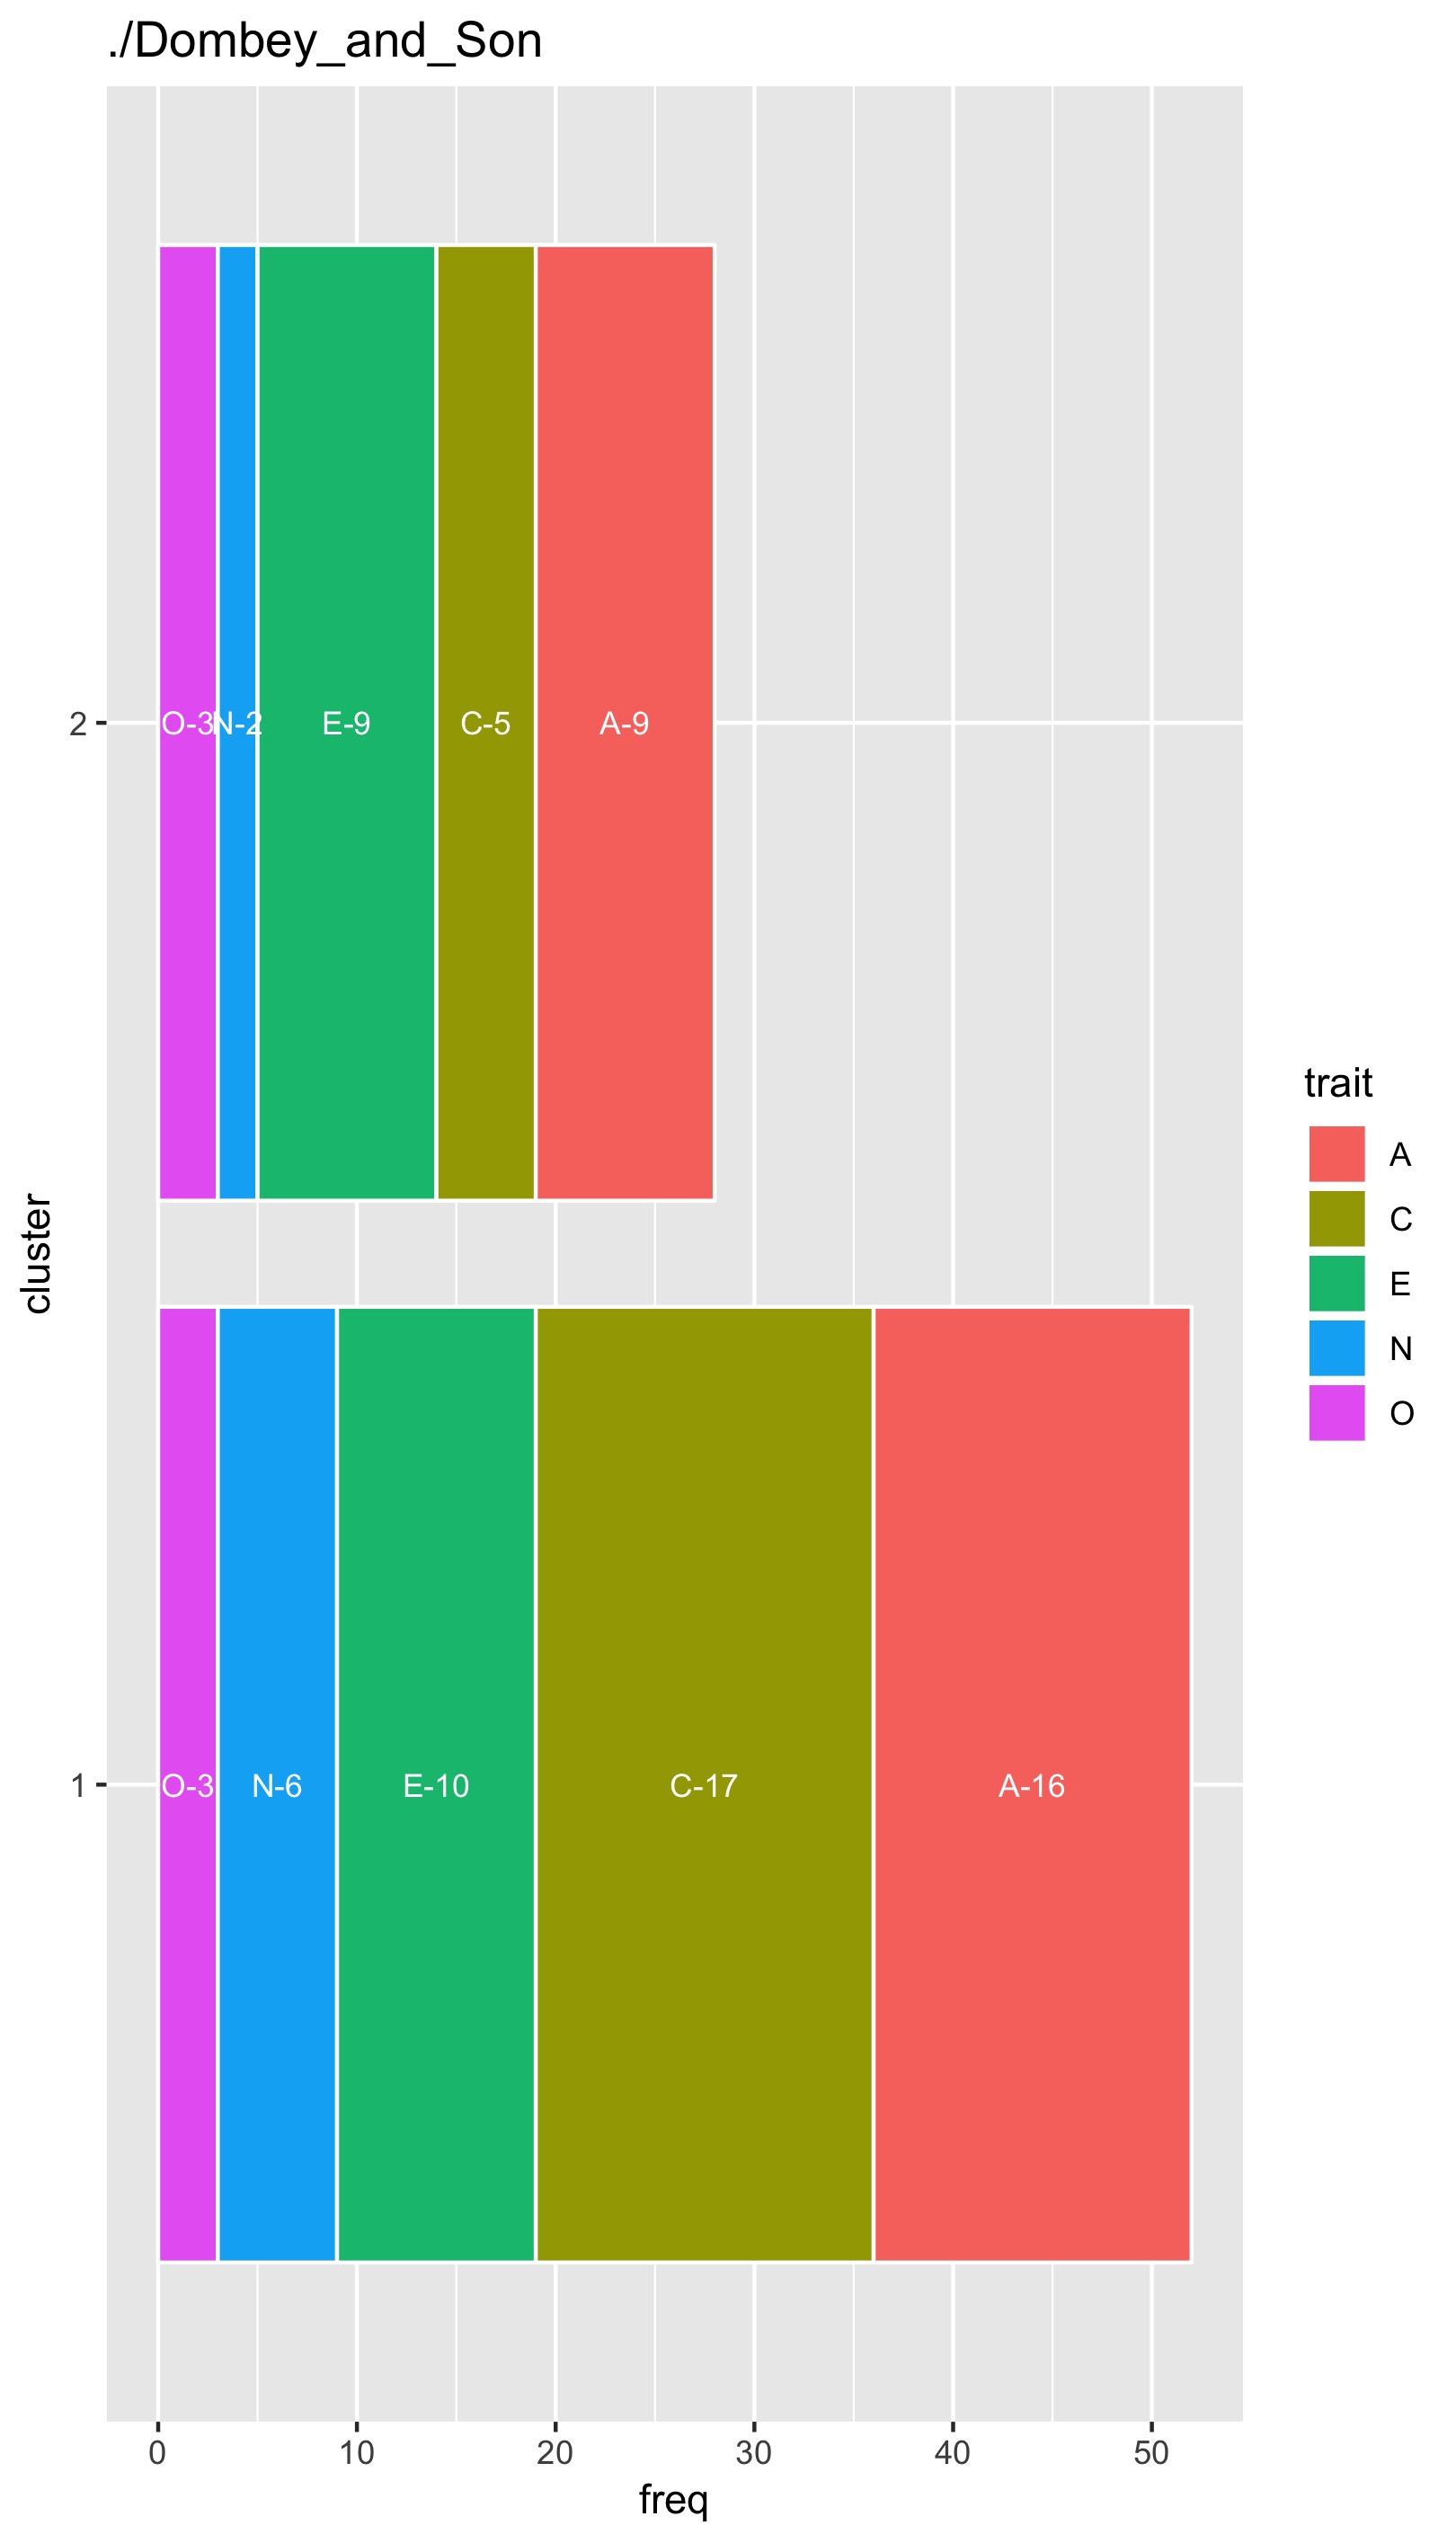 ./Dombey_and_Son
cluster
2
O-3 N-2 E-9 C-5 A-9
1
O-3 N-6 E-10 C-17 A-16
0 10 20 30 40 50
freq
trait
A
C
E
N
O